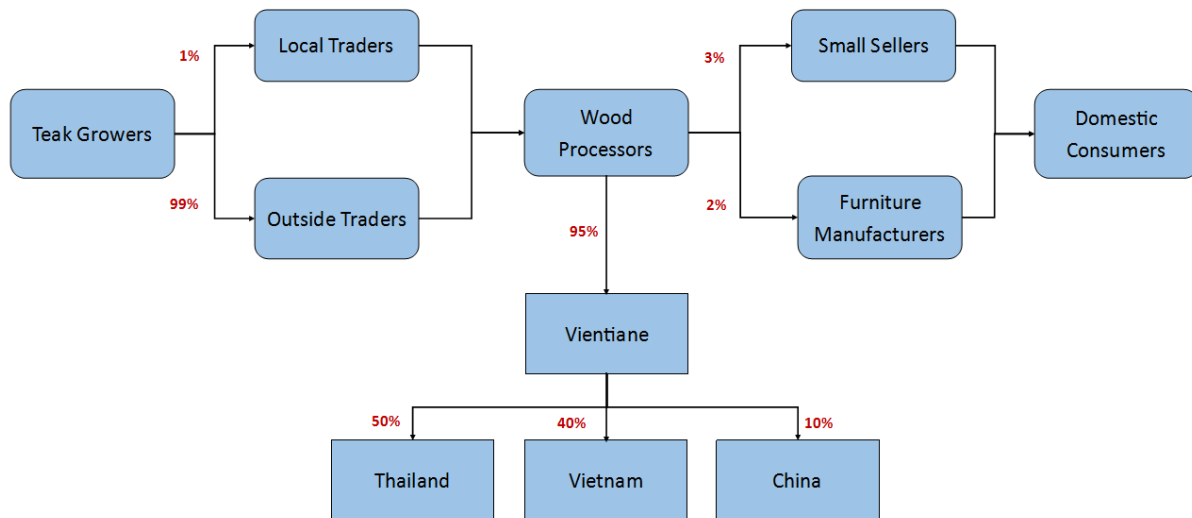 Local Traders
Small Sellers
1%
3%
Teak Growers
Wood
Processors
Domestic
Consumers
99%
Outside Traders
2%
Furniture
Manufacturers
95%
Vientiane
50%
40%
10%
Thailand
Vietnam
China